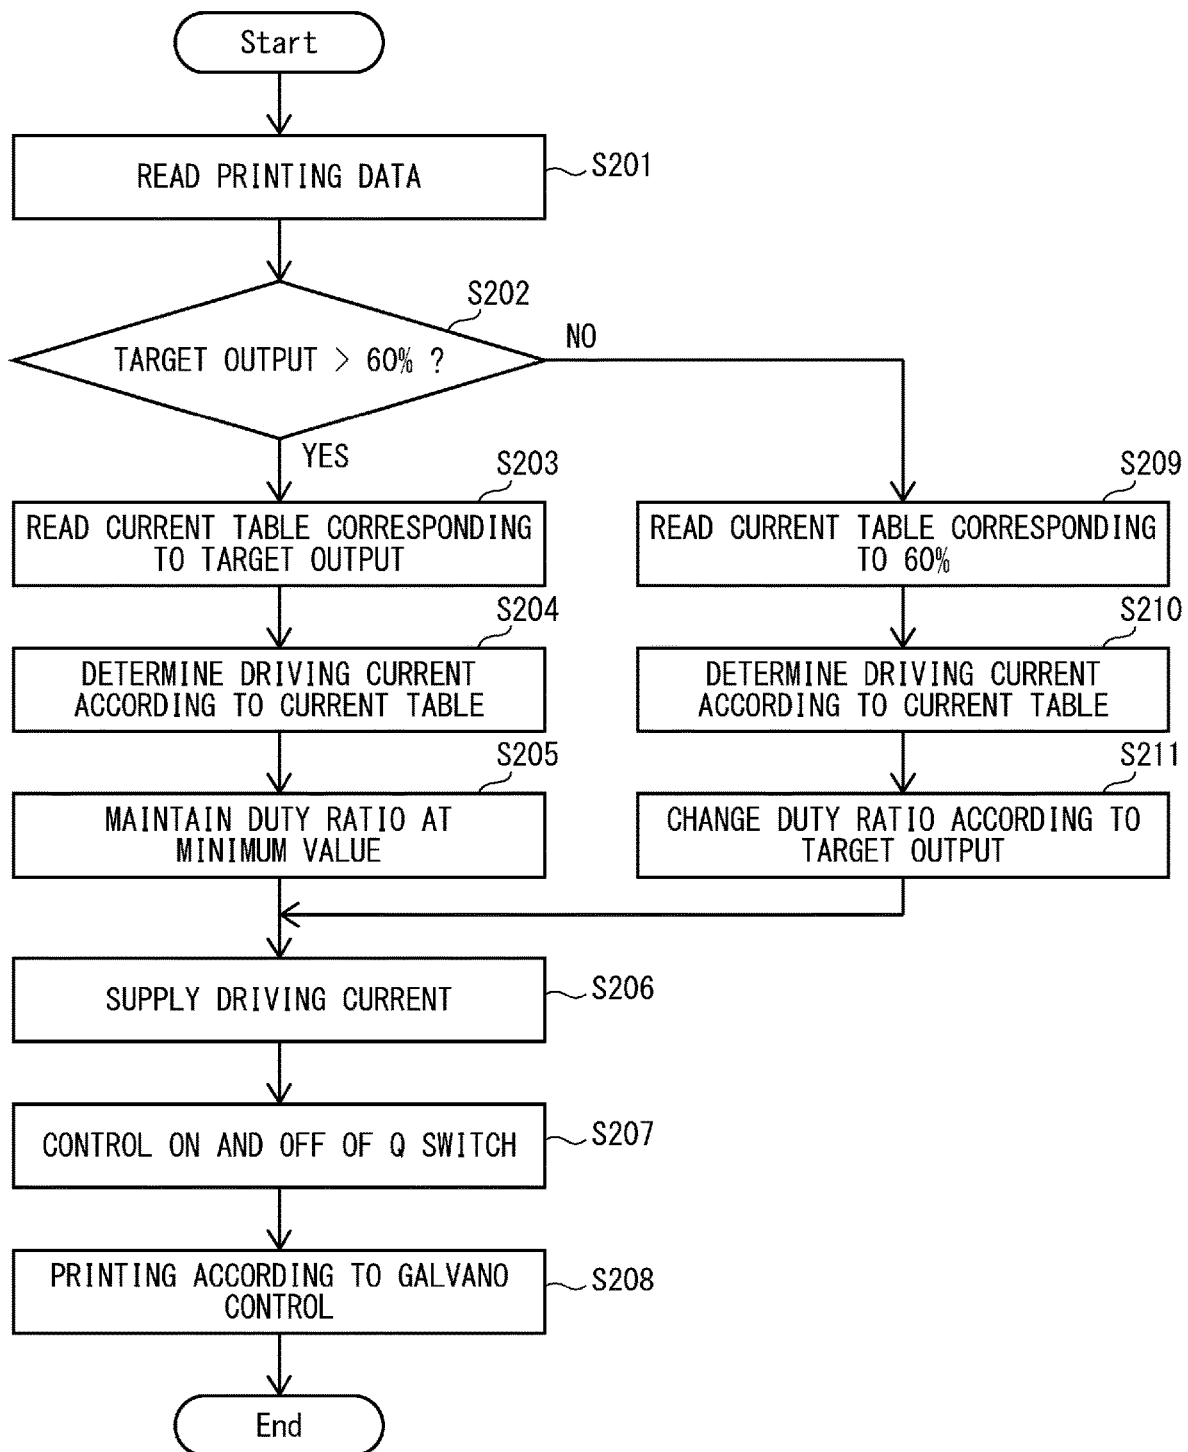 Start
READ PRINTING DATA
S201
S202
TARGET OUTPUT > 60% ?
NO
YES
S203
READ CURRENT TABLE CORRESPONDING
TO TARGET OUTPUT
S204
DETERMINE DRIVING CURRENT
ACCORDING TO CURRENT TABLE
S205
MAINTAIN DUTY RATIO AT
MINIMUM VALUE
S209
READ CURRENT TABLE CORRESPONDING
TO 60%
S210
DETERMINE DRIVING CURRENT
ACCORDING TO CURRENT TABLE
S211
CHANGE DUTY RATIO ACCORDING TO
TARGET OUTPUT
SUPPLY DRIVING CURRENT
S206
CONTROL ON AND OFF OF Q SWITCH
S207
PRINTING ACCORDING TO GALVANO
CONTROL
S208
End